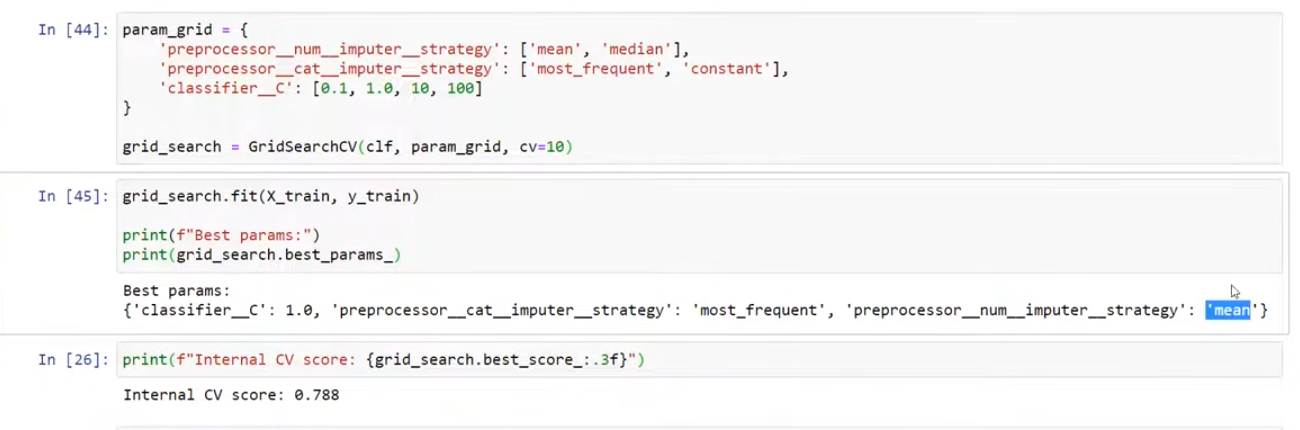 In [44]: param_grid = {
    'preprocessor__num__imputer__strategy': ['mean', 'median'],
    'preprocessor__cat__imputer__strategy': ['most_frequent', 'constant'],
    'classifier__C': [0.1, 1.0, 10, 100]
}
grid_search = GridSearchCV(clf, param_grid, cv=10)
In [45]: grid_search.fit(X_train, y_train)
print(f"Best params:")
print(grid_search.best_params_)
Best params:
{'classifier__C': 1.0, 'preprocessor__cat__imputer__strategy': 'most_frequent', 'preprocessor__num__imputer__strategy': 'mean'}
In [26]: print(f"Internal CV score: {grid_search.best_score_:.3f}")
Internal CV score: 0.788